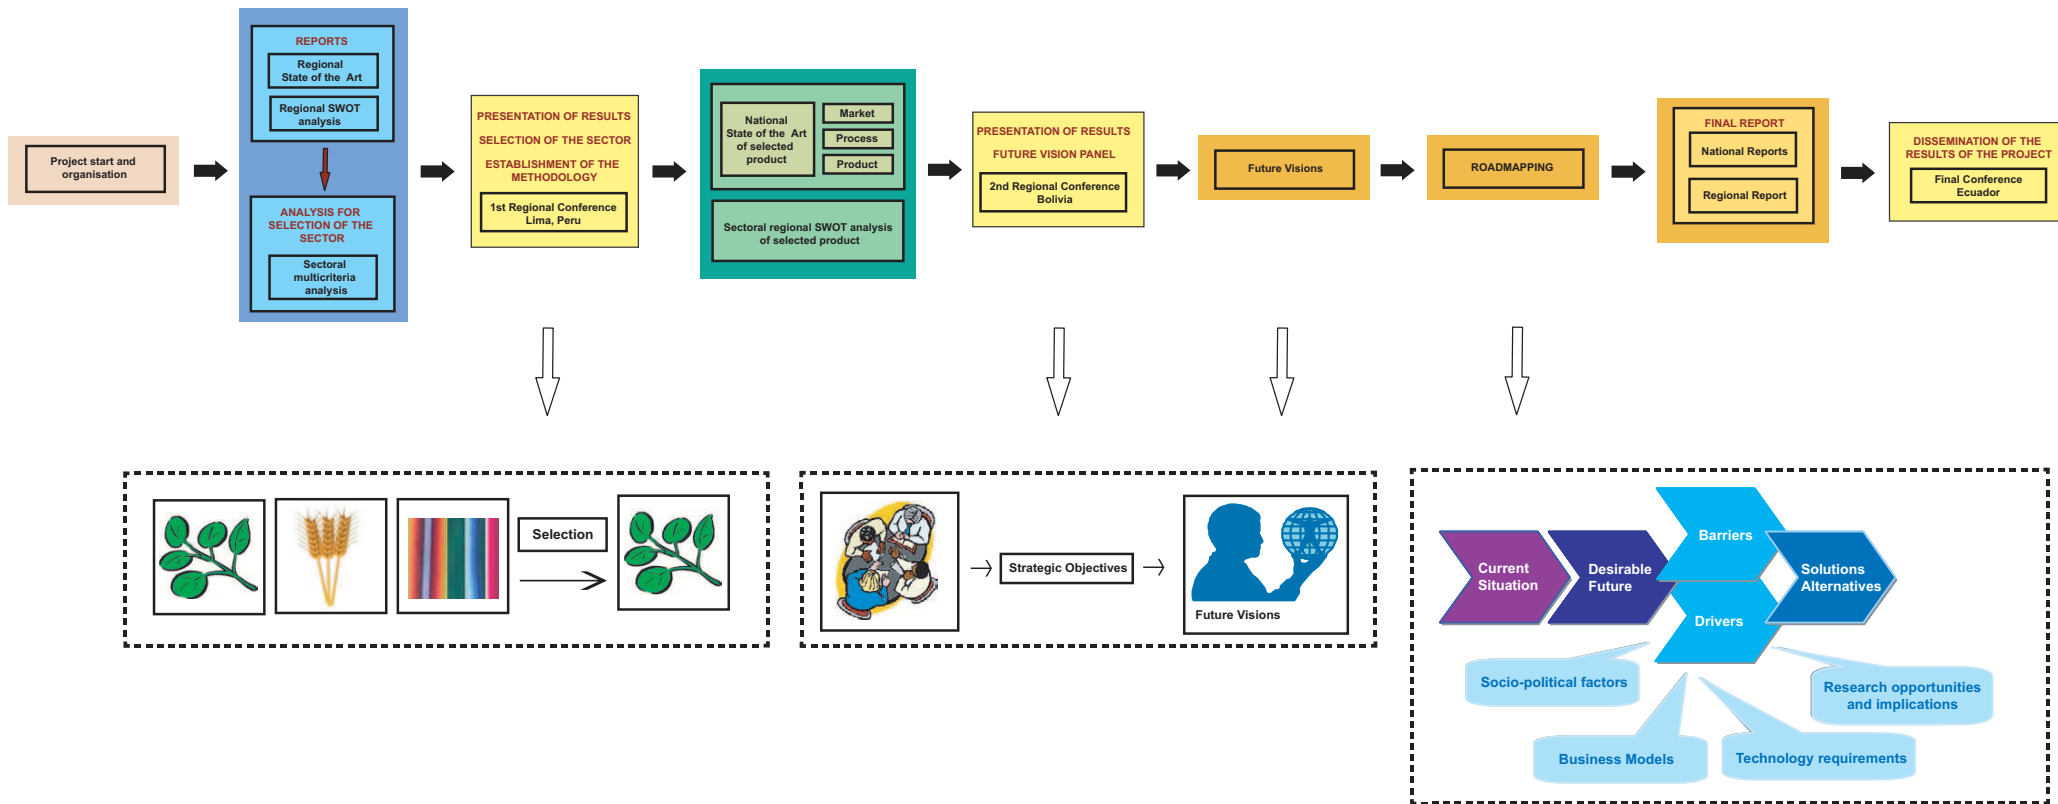 Project start and
organisation
REPORTS
Regional
State of the Art
Regional SWOT
analysis
ANALYSIS FOR
SELECTION OF THE
SECTOR
Sectoral
multicriteria
analysis
PRESENTATION OF RESULTS
SELECTION OF THE SECTOR
ESTABLISHMENT OF THE
METHODOLOGY
1st Regional Conference
Lima, Peru
National
State of the Art
of selected
product
Market
Process
Product
Sectoral regional SWOT analysis
of selected product
PRESENTATION OF RESULTS
FUTURE VISION PANEL
2nd Regional Conference
Bolivia
Future Visions
ROADMAPPING
FINAL REPORT
National Reports
Regional Report
DISSEMINATION OF THE
RESULTS OF THE PROJECT
Final Conference
Ecuador
Selection
Strategic Objectives
Future Visions
Current
Situation
Desirable
Future
Barriers
Drivers
Solutions
Alternatives
Socio-political factors
Business Models
Technology requirements
Research opportunities
and implications